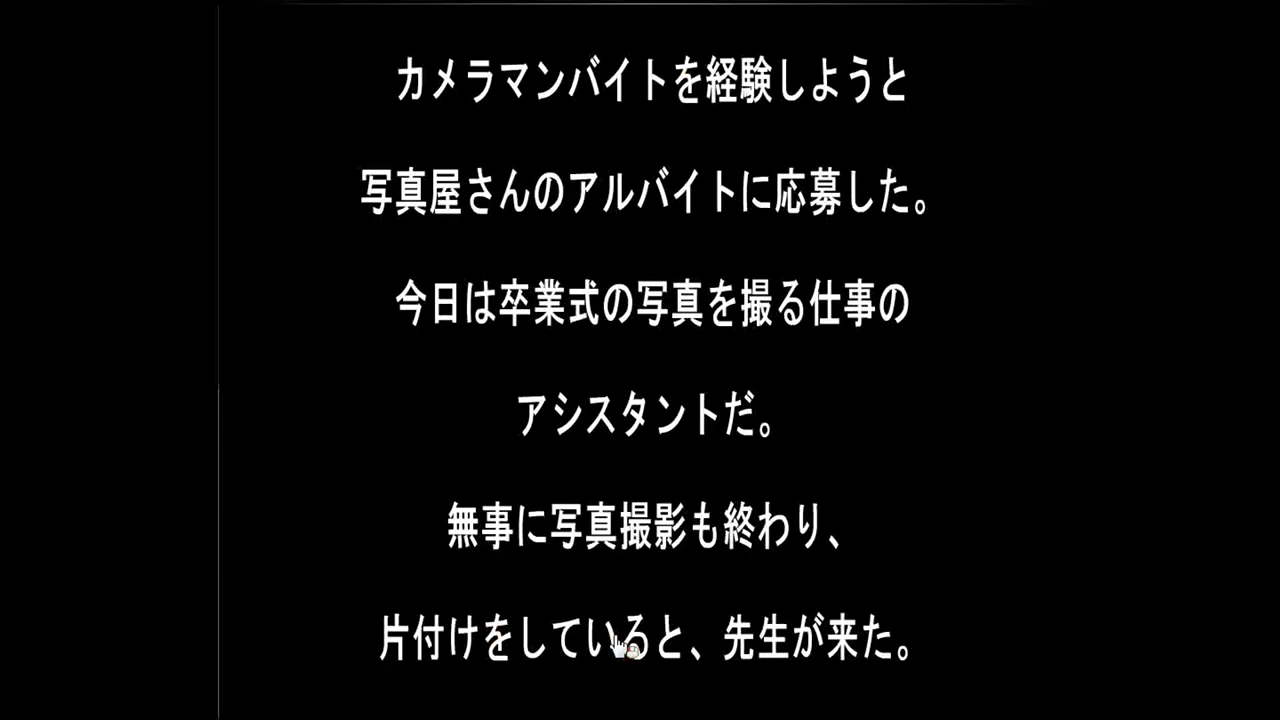 カメラマンバイトを経験しようと
写真屋さんのアルバイトに応募した。
今日は卒業式の写真を撮る仕事の
アシスタントだ。
無事に写真撮影も終わり、
片付けをしていると、先生が来た。